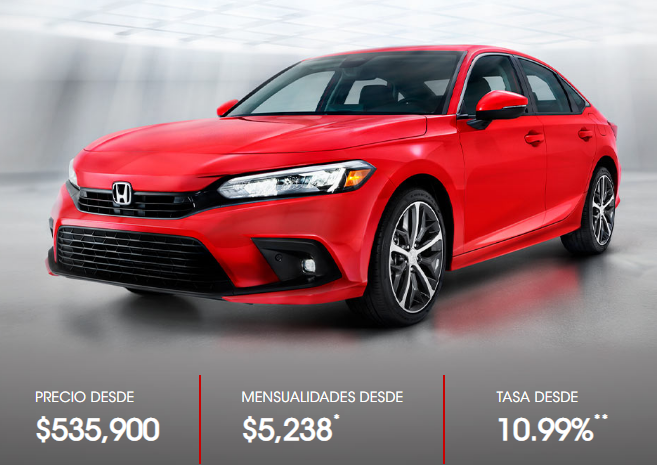 PRECIO DESDE
$535,900
MENSUALIDADES DESDE
$5,238*
TASA DESDE
10.99%**